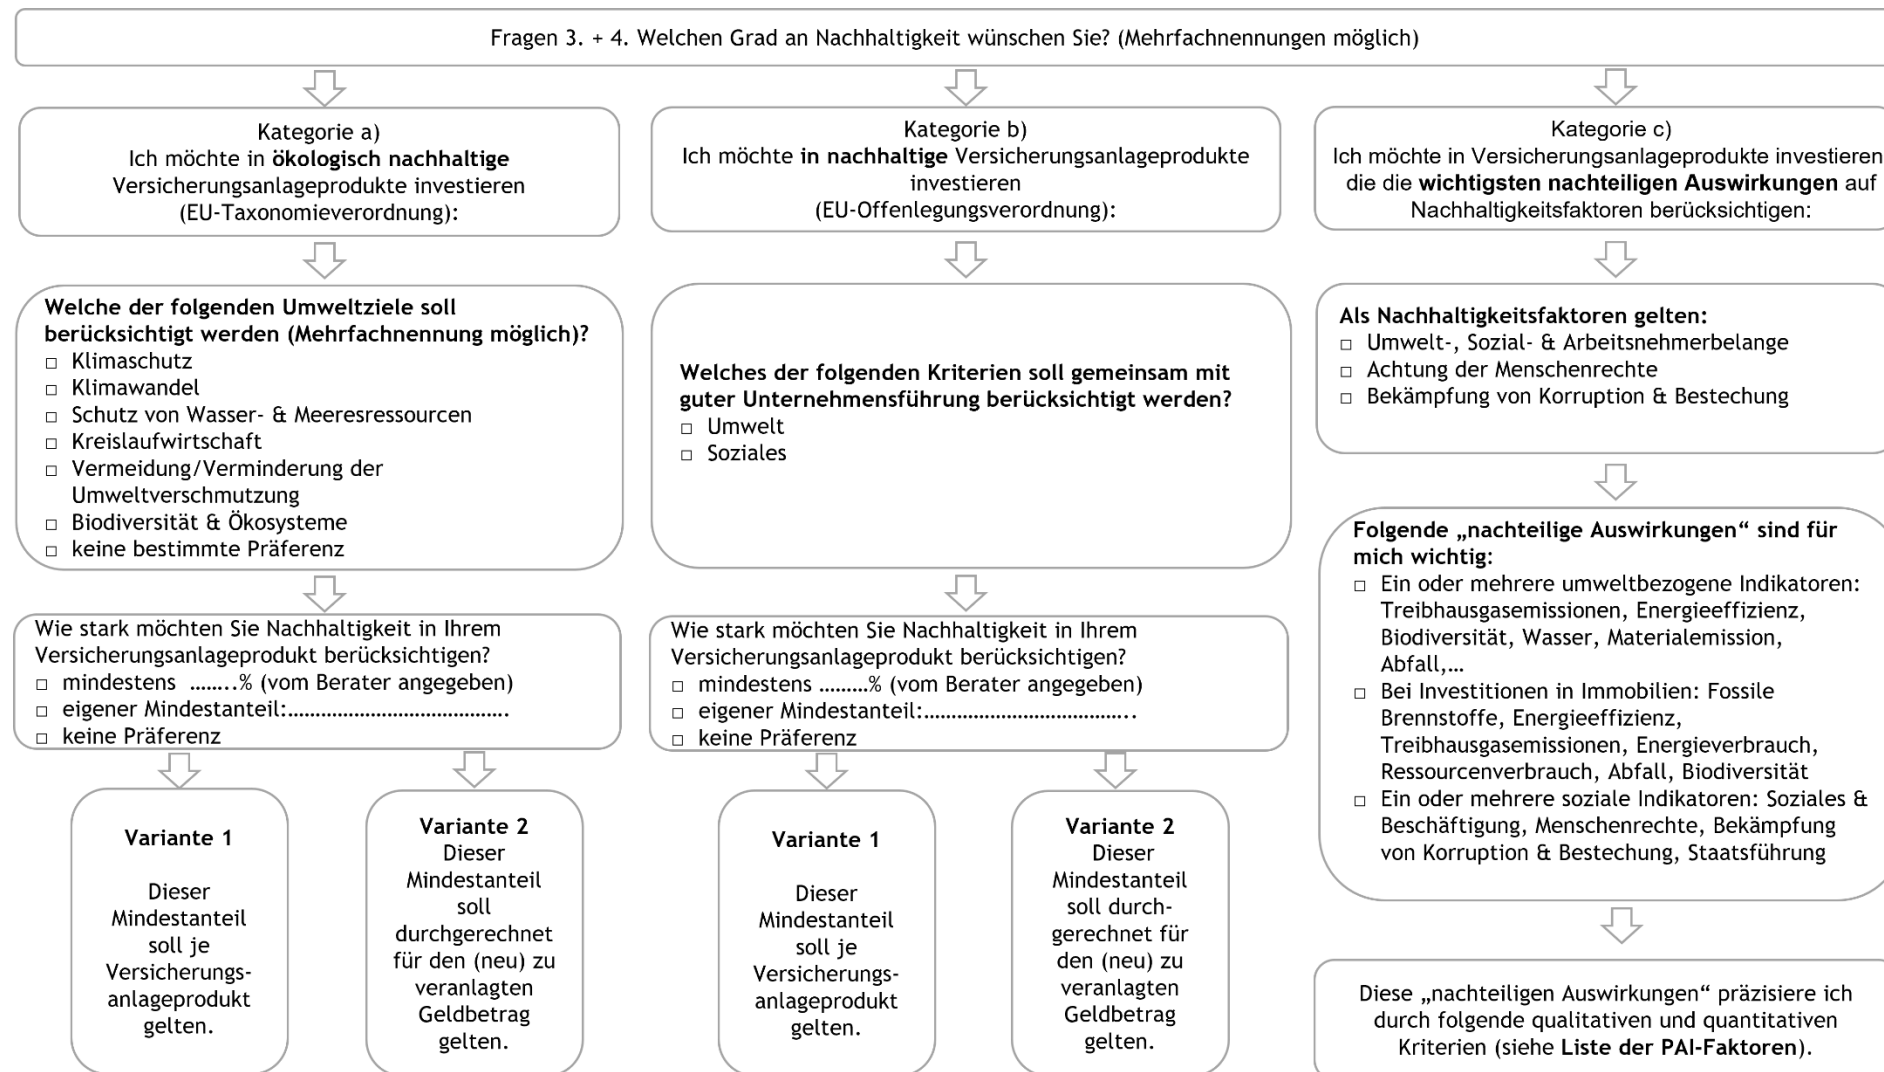 Fragen 3. + 4. Welchen Grad an Nachhaltigkeit wünschen Sie? (Mehrfachnennungen möglich)
Kategorie a)
Ich möchte in ökologisch nachhaltige
Versicherungsanlageprodukte investieren
(EU-Taxonomieverordnung):
Welche der folgenden Umweltziele soll
berücksichtigt werden (Mehrfachnennung möglich)?
□ Klimaschutz
□ Klimawandel
□ Schutz von Wasser- & Meeresressourcen
□ Kreislaufwirtschaft
□ Vermeidung/Verminderung der
Umweltverschmutzung
□ Biodiversität & Ökosysteme
□ keine bestimmte Präferenz
Wie stark möchten Sie Nachhaltigkeit in Ihrem
Versicherungsanlageprodukt berücksichtigen?
□ mindestens ……..% (vom Berater angegeben)
□ eigener Mindestanteil:………………………………….
□ keine Präferenz
Variante 1
Dieser
Mindestanteil
soll je
Versicherungs-
anlageprodukt
gelten.
Variante 2
Dieser
Mindestanteil
soll
durchgerechnet
für den (neu) zu
veranlagten
Geldbetrag
gelten.
Kategorie b)
Ich möchte in nachhaltige Versicherungsanlageprodukte
investieren
(EU-Offenlegungsverordnung):
Welches der folgenden Kriterien soll gemeinsam mit
guter Unternehmensführung berücksichtigt werden?
□ Umwelt
□ Soziales
Wie stark möchten Sie Nachhaltigkeit in Ihrem
Versicherungsanlageprodukt berücksichtigen?
□ mindestens ………% (vom Berater angegeben)
□ eigener Mindestanteil:………………………………..
□ keine Präferenz
Variante 1
Dieser
Mindestanteil
soll je
Versicherungs-
anlageprodukt
gelten.
Variante 2
Dieser
Mindestanteil
soll durch-
gerechnet für
den (neu) zu
veranlagten
Geldbetrag
gelten.
Kategorie c)
Ich möchte in Versicherungsanlageprodukte investieren
die die wichtigsten nachteiligen Auswirkungen auf
Nachhaltigkeitsfaktoren berücksichtigen:
Als Nachhaltigkeitsfaktoren gelten:
□ Umwelt-, Sozial- & Arbeitsnehmerbelange
□ Achtung der Menschenrechte
□ Bekämpfung von Korruption & Bestechung
Folgende „nachteilige Auswirkungen“ sind für
mich wichtig:
□ Ein oder mehrere umweltbezogene Indikatoren:
Treibhausgasemissionen, Energieeffizienz,
Biodiversität, Wasser, Materialemission,
Abfall,…
□ Bei Investitionen in Immobilien: Fossile
Brennstoffe, Energieeffizienz,
Treibhausgasemissionen, Energieverbrauch,
Ressourcenverbrauch, Abfall, Biodiversität
□ Ein oder mehrere soziale Indikatoren: Soziales &
Beschäftigung, Menschenrechte, Bekämpfung
von Korruption & Bestechung, Staatsführung
Diese „nachteiligen Auswirkungen“ präzisiere ich
durch folgende qualitativen und quantitativen
Kriterien (siehe Liste der PAI-Faktoren).